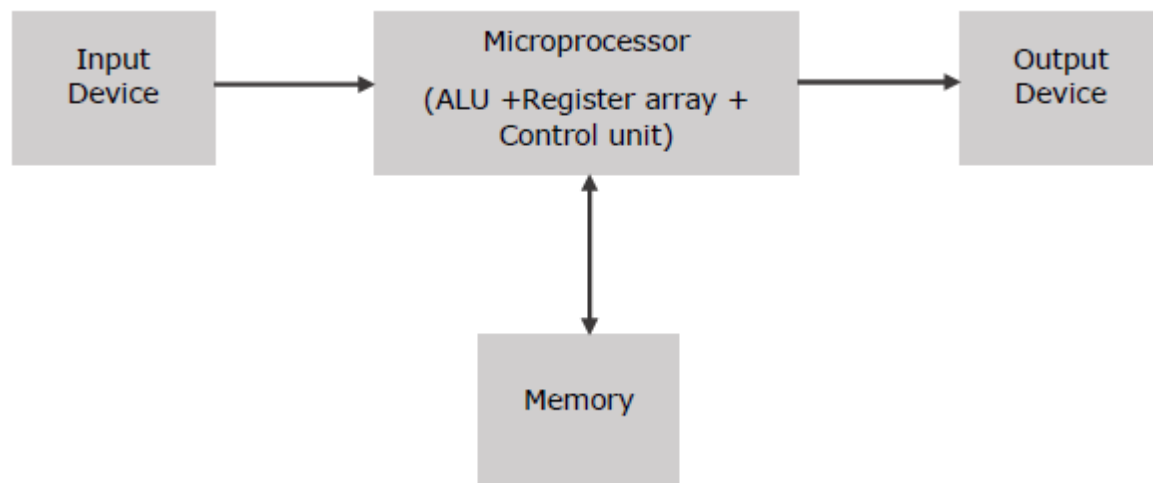 Input
Device
Microprocessor
(ALU +Register array +
Control unit)
Output
Device
Memory